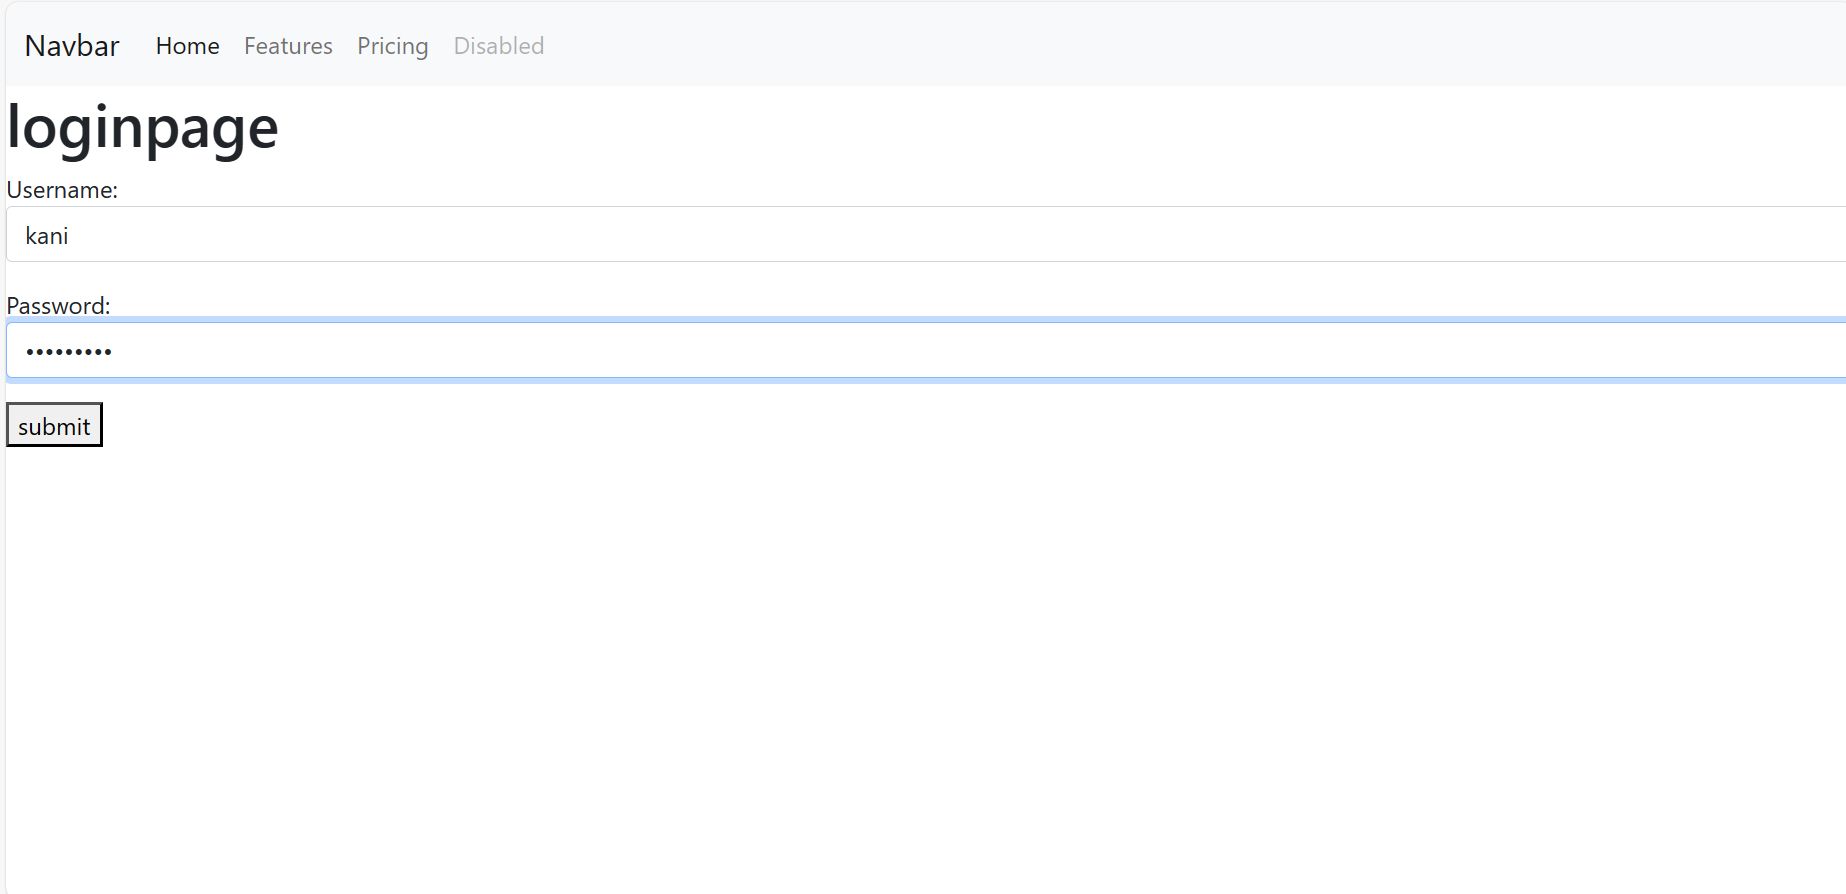 Navbar Home Features Pricing Disabled
loginpage
Username:
kani
Password:
•••••••••
submit